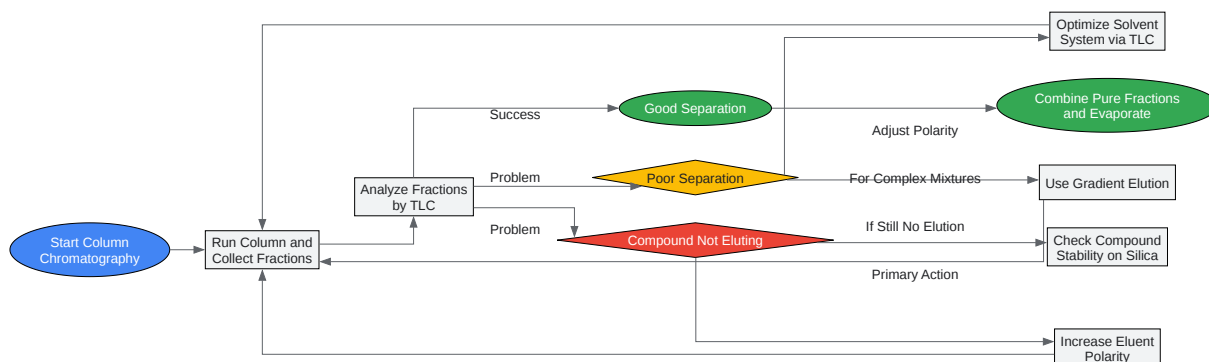 Optimize Solvent
System via TLC
Success
Good Separation
Combine Pure Fractions
and Evaporate
Adjust Polarity
Analyze Fractions
by TLC
Problem
Poor Separation
For Complex Mixtures
Use Gradient Elution
Start Column
Chromatography
Run Column and
Collect Fractions
Problem
Compound Not Eluting
If Still No Elution
Check Compound
Stability on Silica
Primary Action
Increase Eluent
Polarity